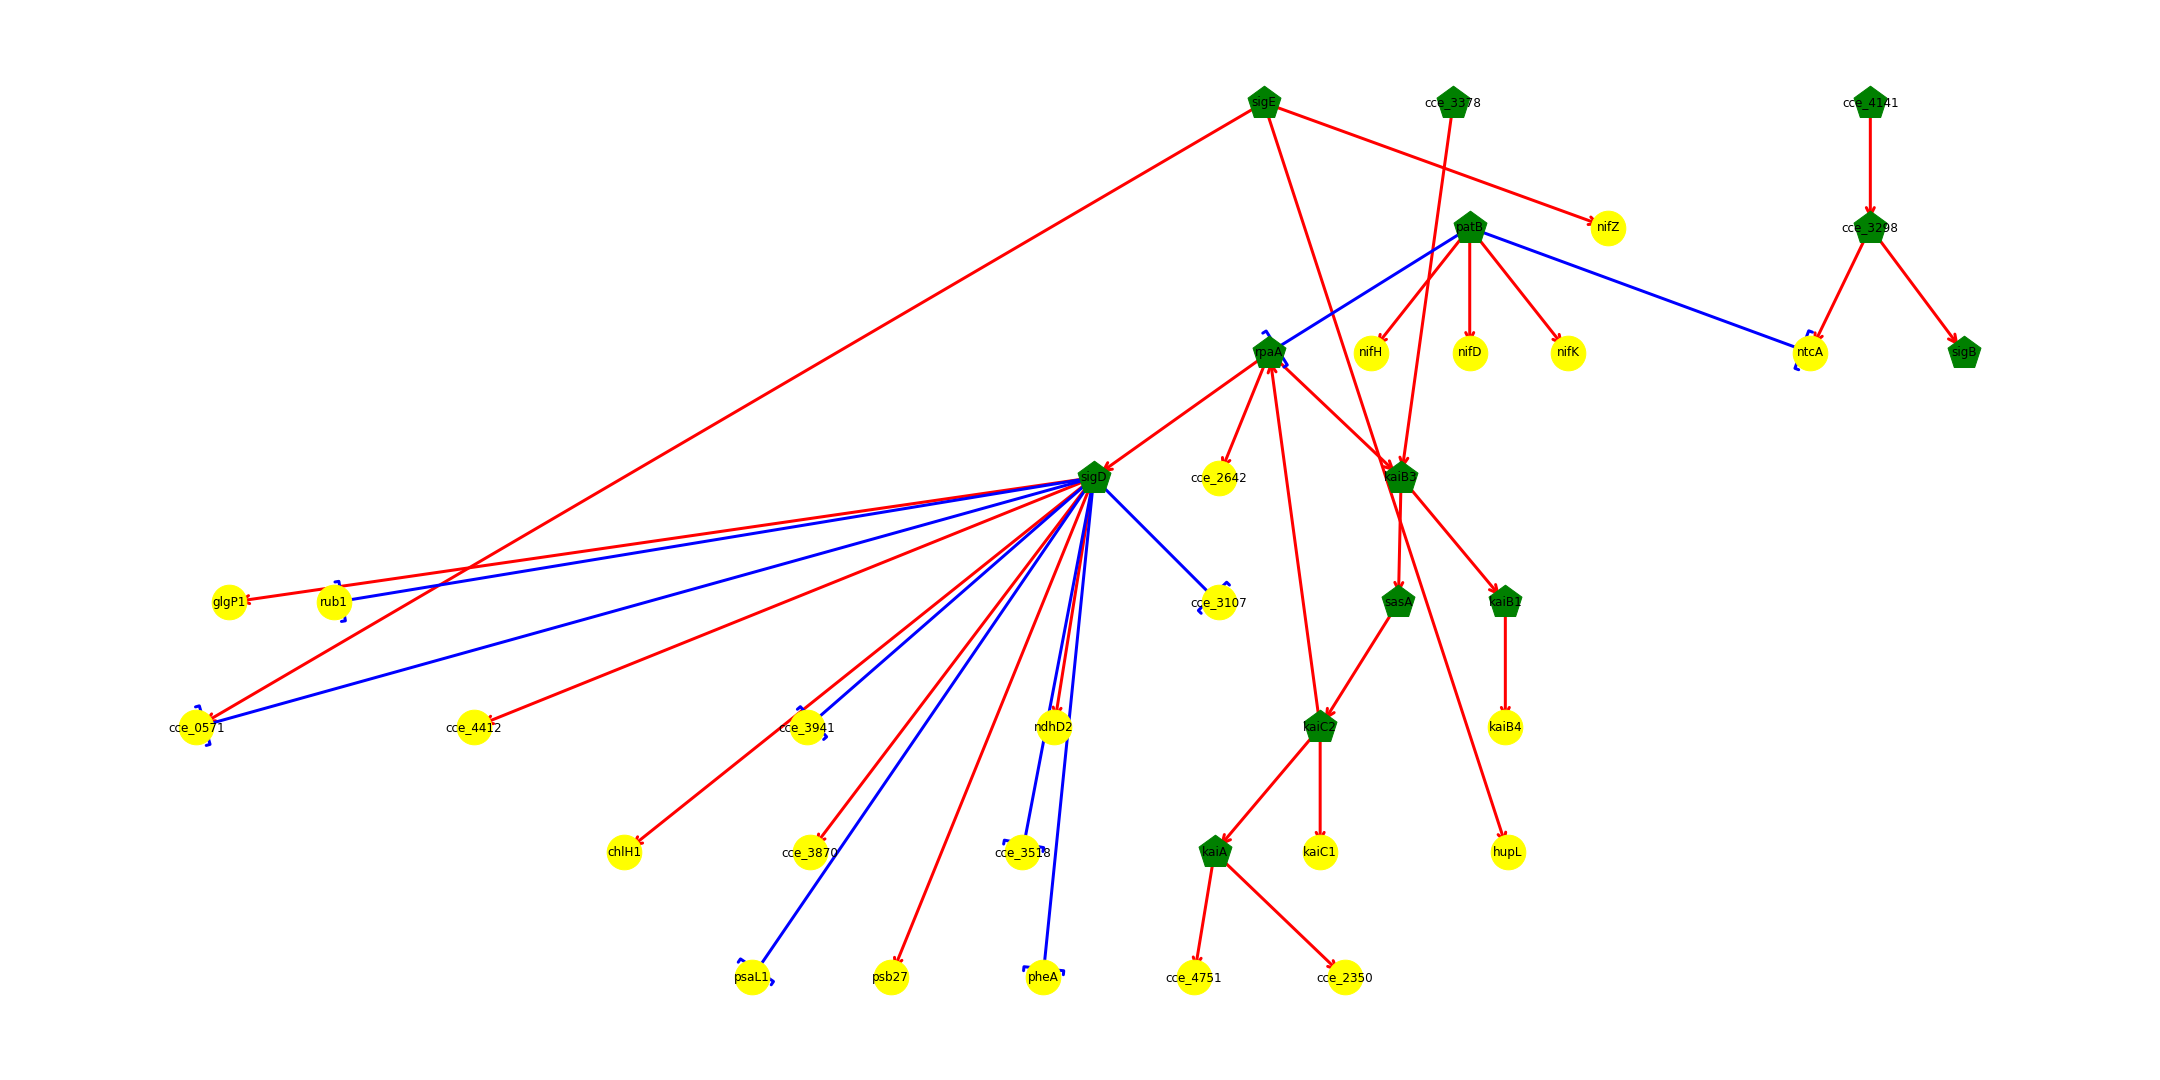 sigE
cce_3378
cce_4141
patB
nifZ
cce_3298
rpaA
nifH
nifD
nifK
ntcA
sigB
sigD
cce_2642
kaiB3
glgP1
rub1
cce_3107
sasA
kaiB1
cce_0571
cce_4412
cce_3941
ndhD2
kaiC2
kaiB4
chlH1
cce_3870
cce_3518
kaiA
kaiC1
hupL
psaL1
psb27
pheA
cce_4751
cce_2350